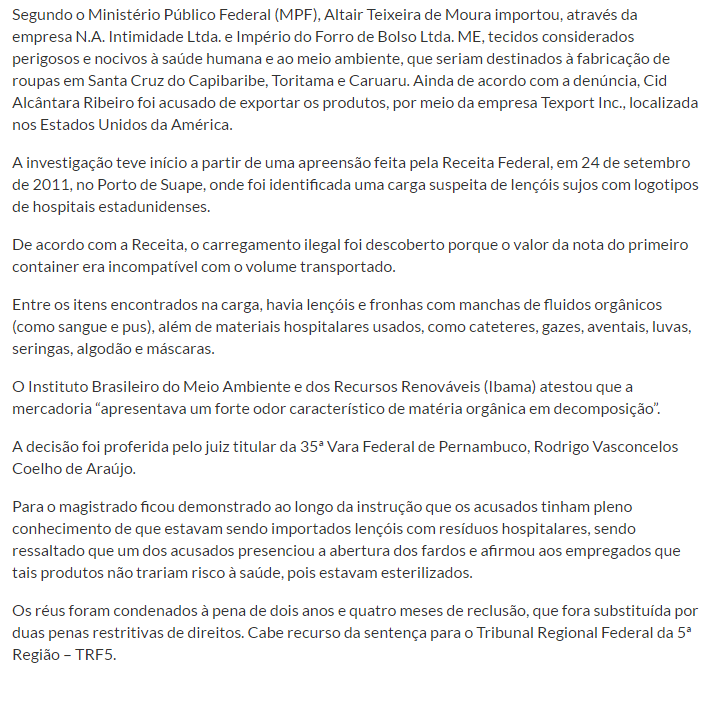 Segundo o Ministério Público Federal (MPF), Altair Teixeira de Moura importou, através da
empresa N.A. Intimidade Ltda. e Império do Forro de Bolso Ltda. ME, tecidos considerados
perigosos e nocivos à saúde humana e ao meio ambiente, que seriam destinados à fabricação de
roupas em Santa Cruz do Capibaribe, Toritama e Caruaru. Ainda de acordo com a denúncia, Cid
Alcântara Ribeiro foi acusado de exportar os produtos, por meio da empresa Texport Inc., localizada
nos Estados Unidos da América.
A investigação teve início a partir de uma apreensão feita pela Receita Federal, em 24 de setembro
de 2011, no Porto de Suape, onde foi identificada uma carga suspeita de lençóis sujos com logotipos
de hospitais estadunidenses.
De acordo com a Receita, o carregamento ilegal foi descoberto porque o valor da nota do primeiro
container era incompatível com o volume transportado.
Entre os itens encontrados na carga, havia lençóis e fronhas com manchas de fluidos orgânicos
(como sangue e pus), além de materiais hospitalares usados, como cateteres, gazes, aventais, luvas,
seringas, algodão e máscaras.
O Instituto Brasileiro do Meio Ambiente e dos Recursos Renováveis (Ibama) atestou que a
mercadoria “apresentava um forte odor característico de matéria orgânica em decomposição”.
A decisão foi proferida pelo juiz titular da 35ª Vara Federal de Pernambuco, Rodrigo Vasconcelos
Coelho de Araújo.
Para o magistrado ficou demonstrado ao longo da instrução que os acusados tinham pleno
conhecimento de que estavam sendo importados lençóis com resíduos hospitalares, sendo
ressaltado que um dos acusados presenciou a abertura dos fardos e afirmou aos empregados que
tais produtos não trariam risco à saúde, pois estavam esterilizados.
Os réus foram condenados à pena de dois anos e quatro meses de reclusão, que fora substituída por
duas penas restritivas de direitos. Cabe recurso da sentença para o Tribunal Regional Federal da 5ª
Região – TRF5.